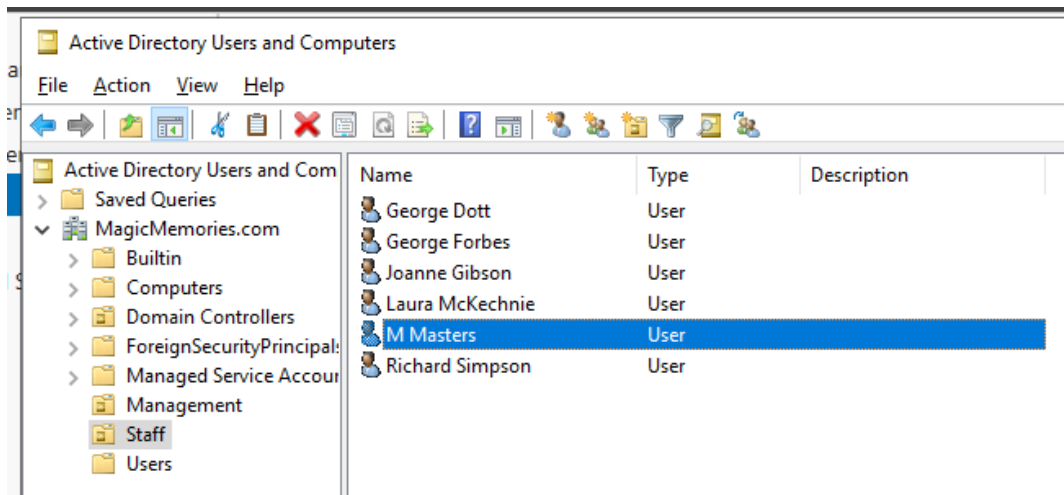 Active Directory Users and Computers
File Action View Help
Active Directory Users and Com
Saved Queries
MagicMemories.com
Builtin
Computers
Domain Controllers
ForeignSecurityPrincipals
Managed Service Accour
Management
Staff
Users
Name Type Description
George Dott User
George Forbes User
Joanne Gibson User
Laura McKechnie User
M Masters User
Richard Simpson User